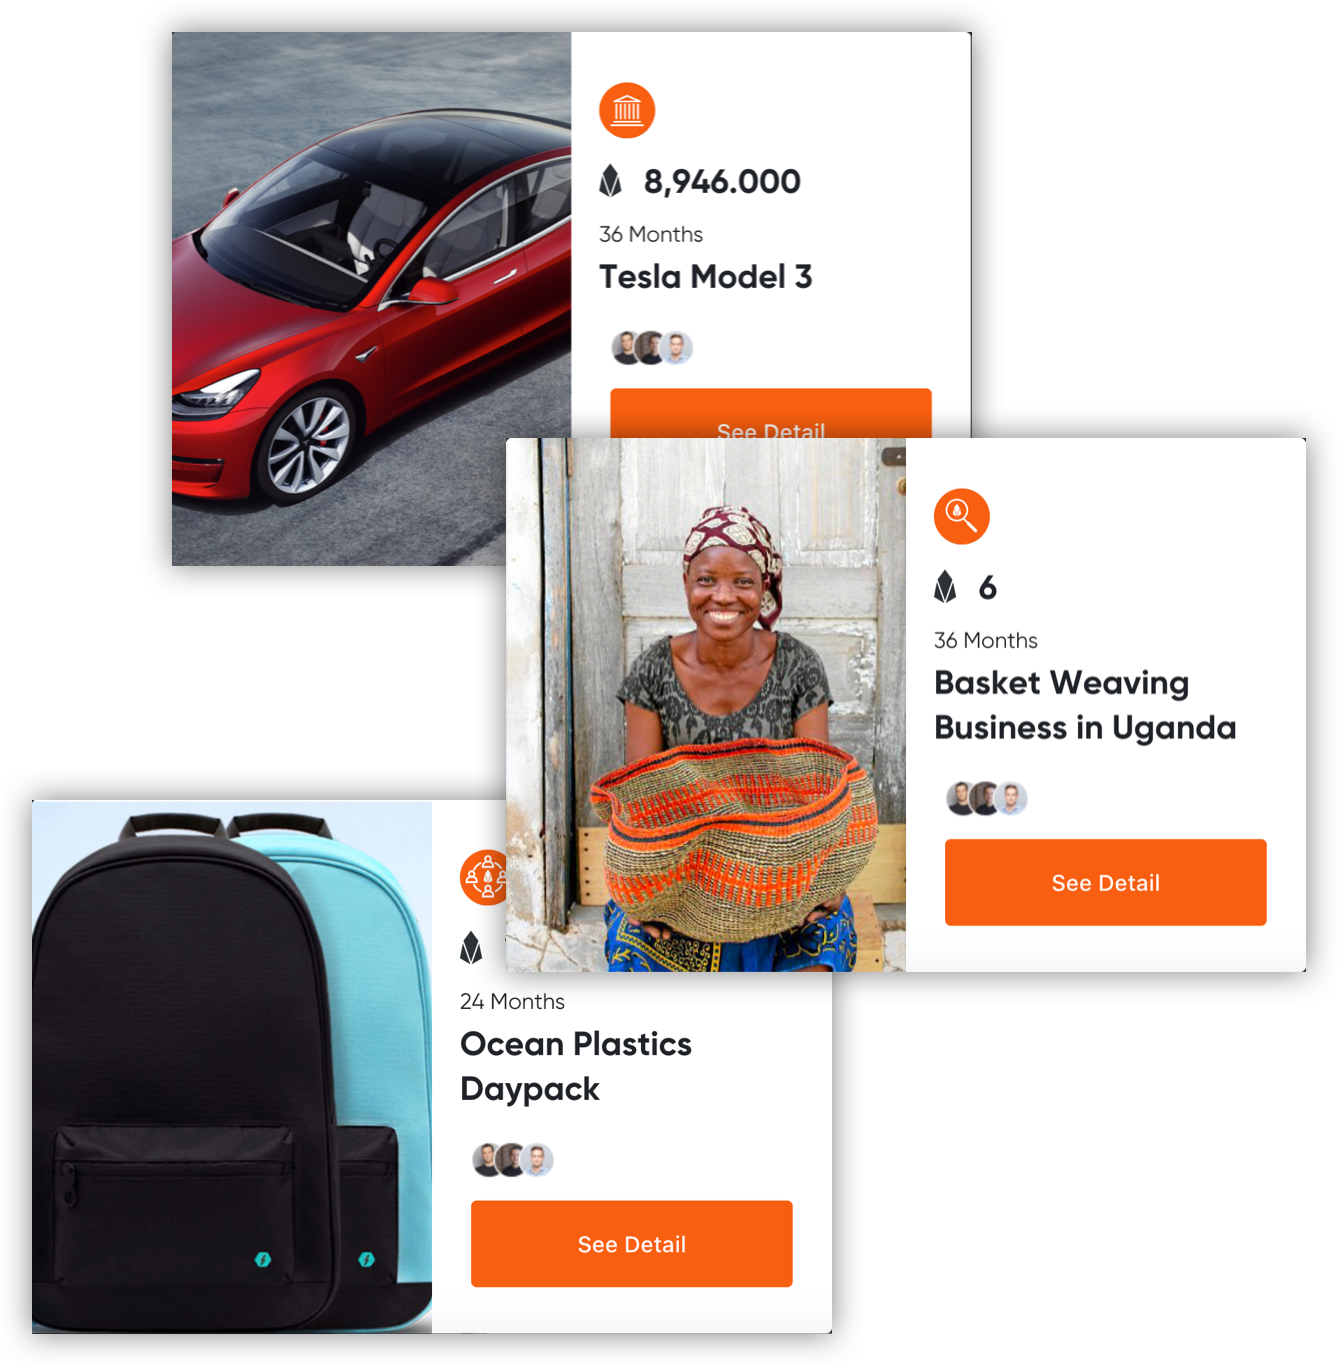 8,946.000
36 Months
Tesla Model 3
See Detail
6
36 Months
Basket Weaving
Business in Uganda
See Detail
24 Months
Ocean Plastics
Daypack
See Detail